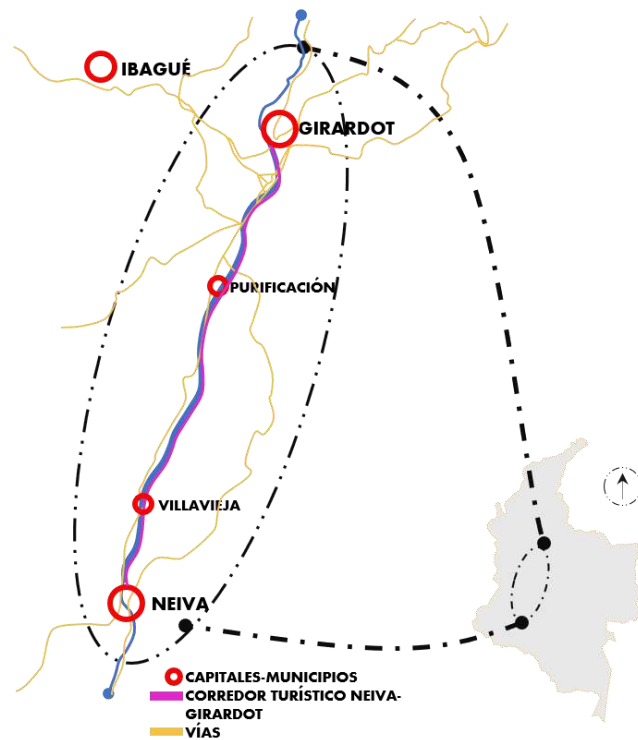 IBAGUÉ
GIRARDOT
PURIFICACIÓN
VILLAVIEJA
NEIVA
CAPITALES-MUNICIPIOS
CORREDOR TURÍSTICO NEIVA-
GIRARDOT
VÍAS